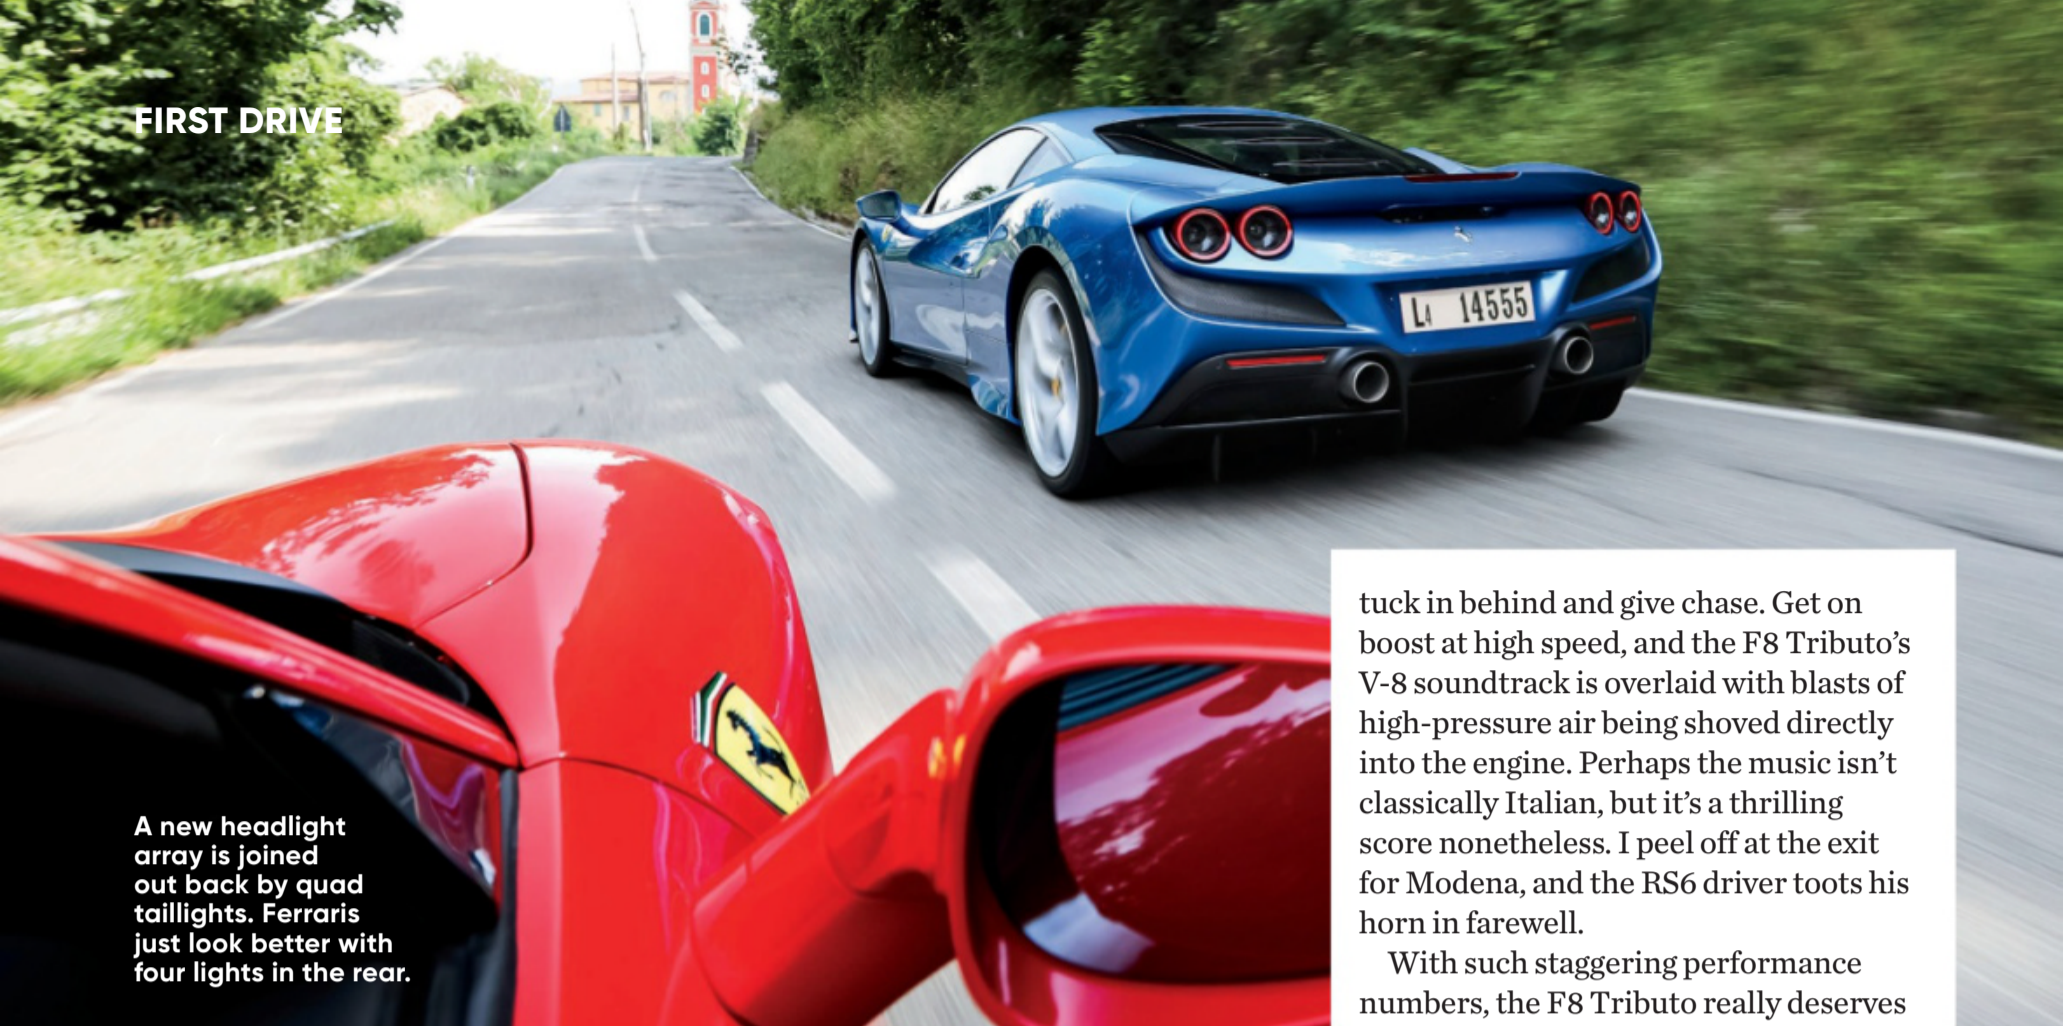 FIRST DRIVE
L4 14555
A new headlight
array is joined
out back by quad
taillights. Ferraris
just look better with
four lights in the rear.
tuck in behind and give chase. Get on
boost at high speed, and the F8 Tributo’s
V-8 soundtrack is overlaid with blasts of
high-pressure air being shoved directly
into the engine. Perhaps the music isn’t
classically Italian, but it’s a thrilling
score nonetheless. I peel off at the exit
for Modena, and the RS6 driver toots his
horn in farewell.
With such staggering performance
numbers, the F8 Tributo really deserves